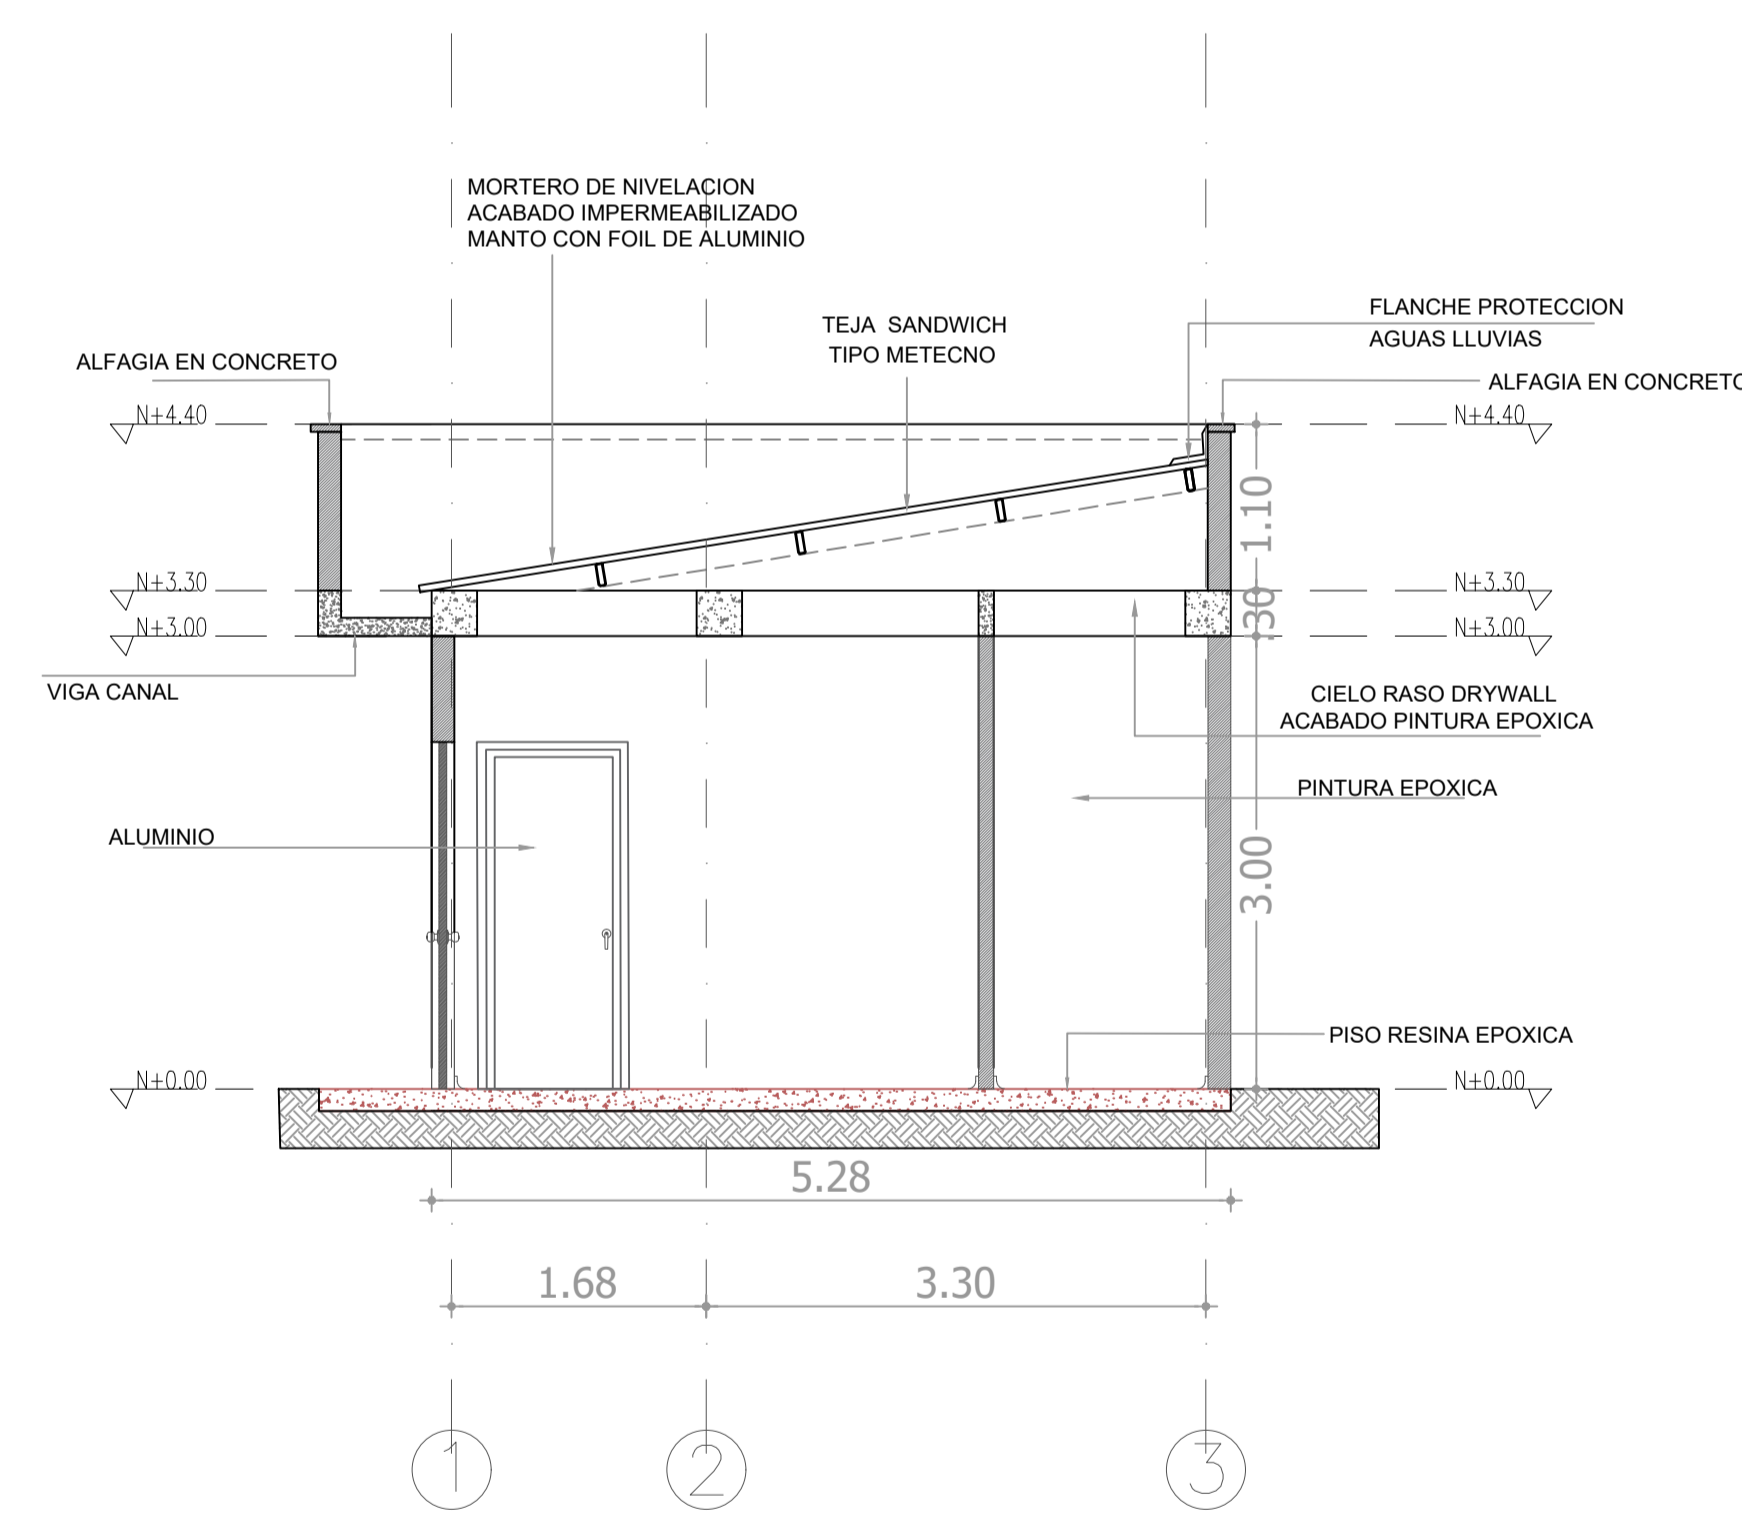 MORTERO DE NIVELACION
ACABADO IMPERMEABILIZADO
MANTO CON FOIL DE ALUMINIO
TEJA SANDWICH
TIPO METECNO
FLANCHE PROTECCION
AGUAS LLUVIAS
ALFAGIA EN CONCRETO
ALFAGIA EN CONCRETO
N+4.40
N+4.40
1.10
N+3.30
N+3.30
.30
N+3.00
N+3.00
VIGA CANAL
CIELO RASO DRYWALL
ACABADO PINTURA EPOXICA
PINTURA EPOXICA
ALUMINIO
3.00
PISO RESINA EPOXICA
N+0.00
N+0.00
5.28
1.68
3.30
1
2
3